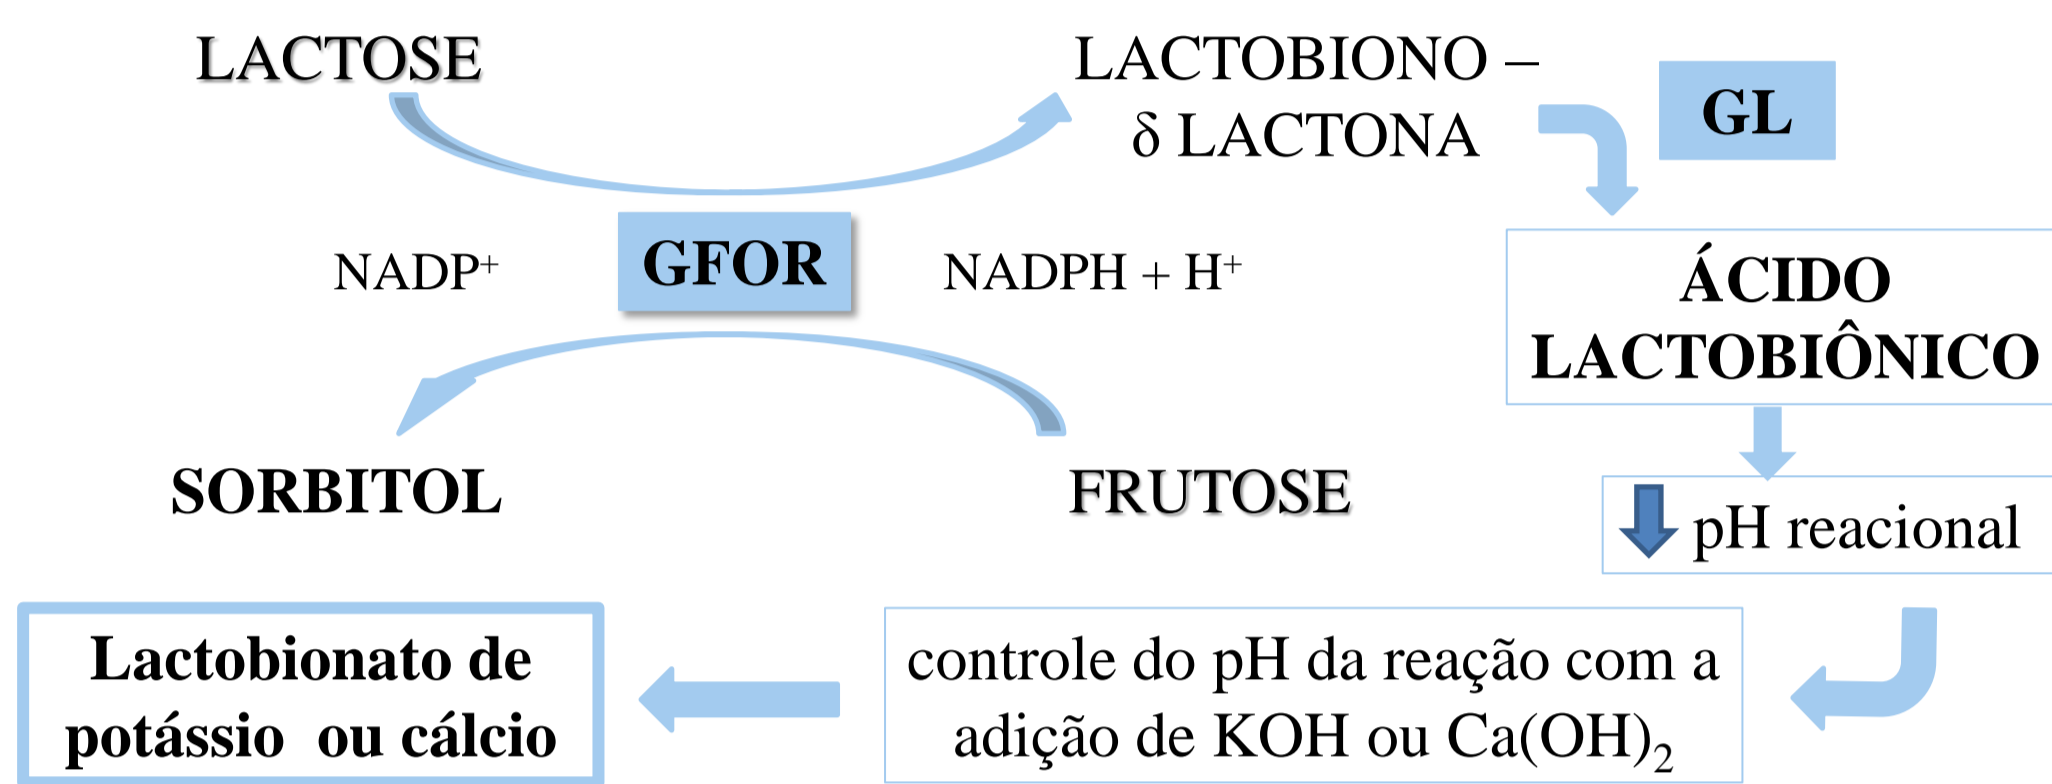 LACTOSE
LACTOBIONO –
δ LACTONA
GL
NADP⁺
GFOR
NADPH + H⁺
ÁCIDO
LACTOBIÔNICO
SORBITOL
FRUTOSE
pH reacional
Lactobionato de
potássio ou cálcio
controle do pH da reação com a
adição de KOH ou Ca(OH)₂